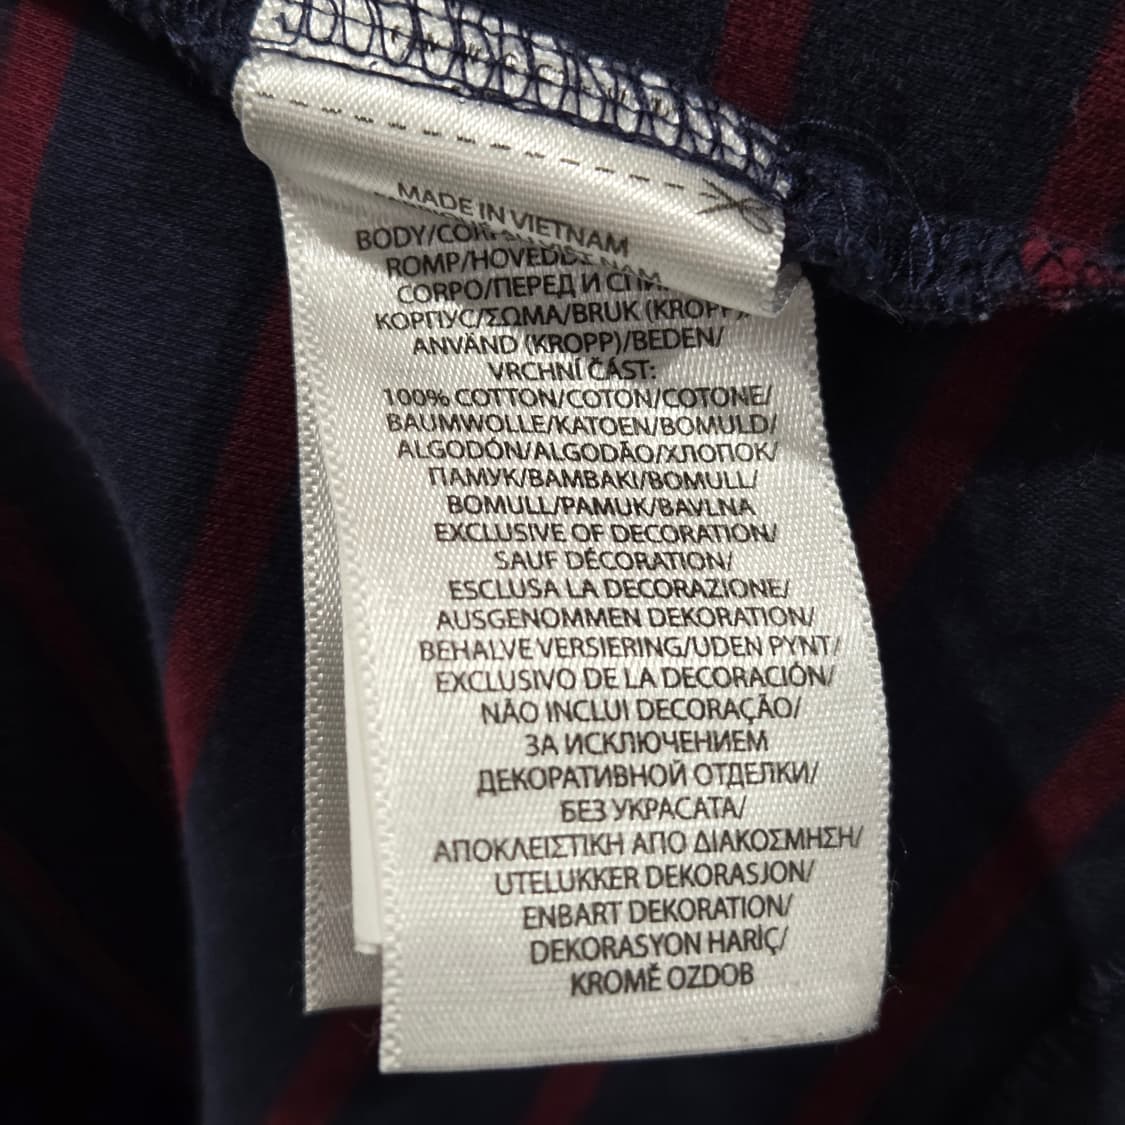 MADE IN VIETNAM
ROMP/HOVEDDE
CORPO/ПЕРЕД И
КОРПУС/ΣΩΜΑ/BRUK (KROPP)/
ANVÄND (KROPP)/BEDEN/
VRCHNÍ ČÁST:
100% COTTON/COTON/COTONE/
BAUMWOLLE/KATOEN/BOMULD/
ALGODÓN/ALGODÃO/ХЛОПОК/
ПАМУК/BAMBAKI/BOMULL/
BOMULL/PAMUK/BAVLNA
EXCLUSIVE OF DECORATION/
SAUF DÉCORATION/
ESCLUSA LA DECORAZIONE/
AUSGENOMMEN DEKORATION/
BEHALVE VERSIERING/UDEN PYNT/
EXCLUSIVO DE LA DECORACIÓN/
NÃO INCLUI DECORAÇÃO/
ЗА ИСКЛЮЧЕНИЕМ
ДЕКОРАТИВНОЙ ОТДЕЛКИ/
БЕЗ УКРАСАТА/
ΑΠΟΚΛΕΙΣΤΙΚΗ ΑΠΟ ΔΙΑΚΟΣΜΗΣΗ/
UTELUKKER DEKORASJON/
ENBART DEKORATION/
DEKORASYON HARİÇ/
KROMĚ OZDOB